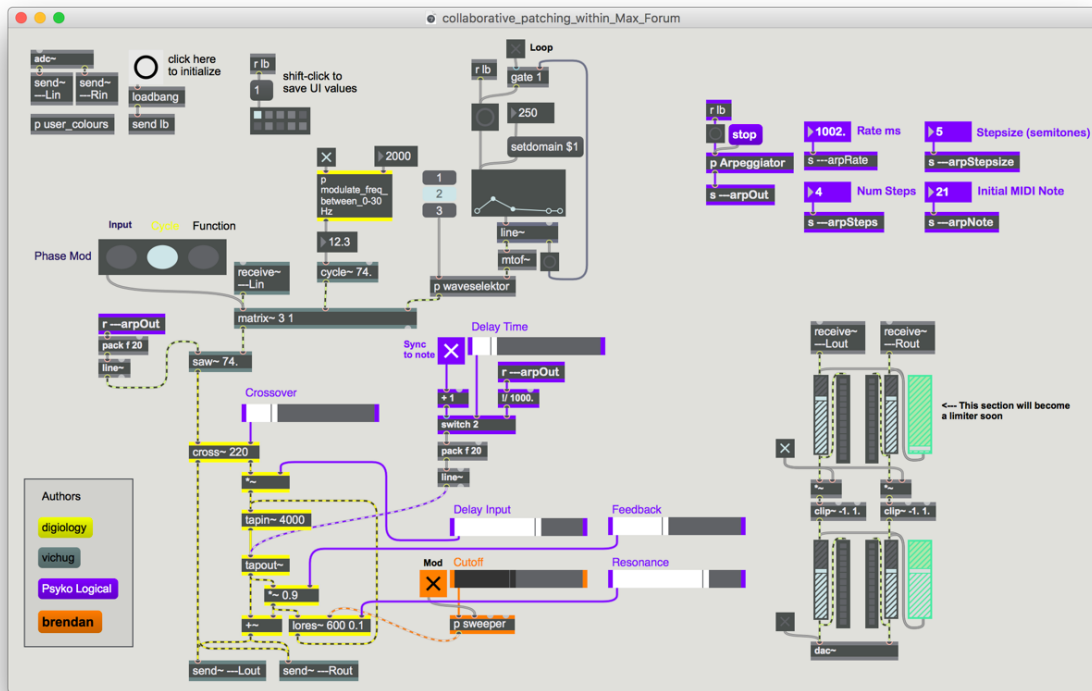 collaborative_patching_within_Max_Forum
adc~
send~
---Lin
send~
---Rin
p user_colours
click here
to initialize
loadbang
send lb
r lb
1
shift-click to
save UI values
Loop
r lb
gate 1
250
setdomain $1
2000
p
modulate_freq_
between_0-30
Hz
12.3
cycle~ 74.
1
2
3
line~
mtof~
p waveselektor
Input
Cycle
Function
Phase Mod
receive~
---Lin
matrix~ 3 1
r ---arpOut
pack f 20
line~
saw~ 74.
r lb
stop
p Arpeggiator
s ---arpOut
1002.
Rate ms
s ---arpRate
5
Stepsize (semitones)
s ---arpStepsize
4
Num Steps
s ---arpSteps
21
Initial MIDI Note
s ---arpNote
Delay Time
Sync
to note
r ---arpOut
+ 1
!/ 1000.
switch 2
pack f 20
line~
Crossover
cross~ 220
*~
tapin~ 4000
tapout~
*~ 0.9
+~
lores~ 600 0.1
send~ ---Lout
send~ ---Rout
Delay Input
Feedback
Mod
Cutoff
Resonance
p sweeper
Authors
digiology
vichug
Psyko Logical
brendan
receive~
---Lout
receive~
---Rout
<--- This section will become
a limiter soon
*~
*~
clip~ -1. 1.
clip~ -1. 1.
dac~